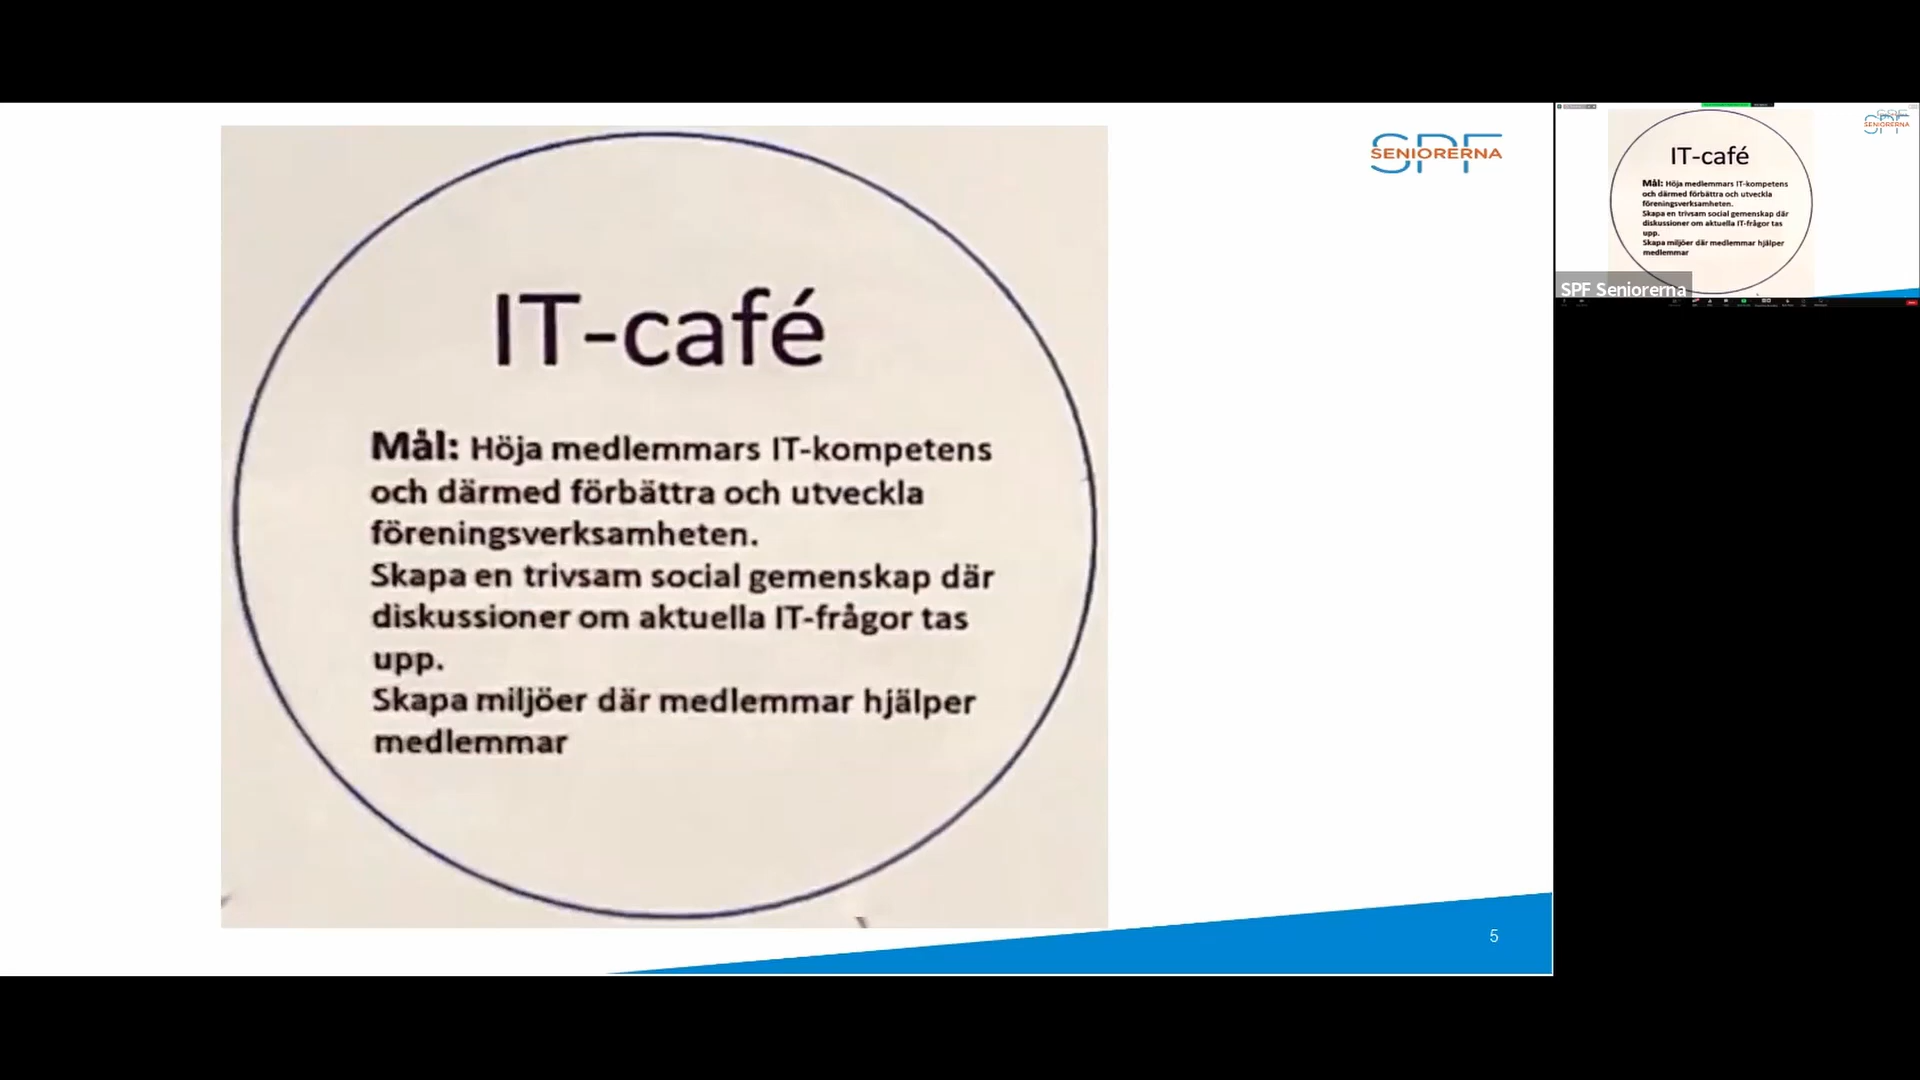 SPF
SENIORERNA
IT-café
Mål: Höja medlemmars IT-kompetens
och därmed förbättra och utveckla
föreningsverksamheten.
Skapa en trivsam social gemenskap där
diskussioner om aktuella IT-frågor tas
upp.
Skapa miljöer där medlemmar hjälper
medlemmar
5
SPF
SENIORERNA
IT-café
Mål: Höja medlemmars IT-kompetens
och därmed förbättra och utveckla
föreningsverksamheten.
Skapa en trivsam social gemenskap där
diskussioner om aktuella IT-frågor tas
upp.
Skapa miljöer där medlemmar hjälper
medlemmar
SPF Seniorerna